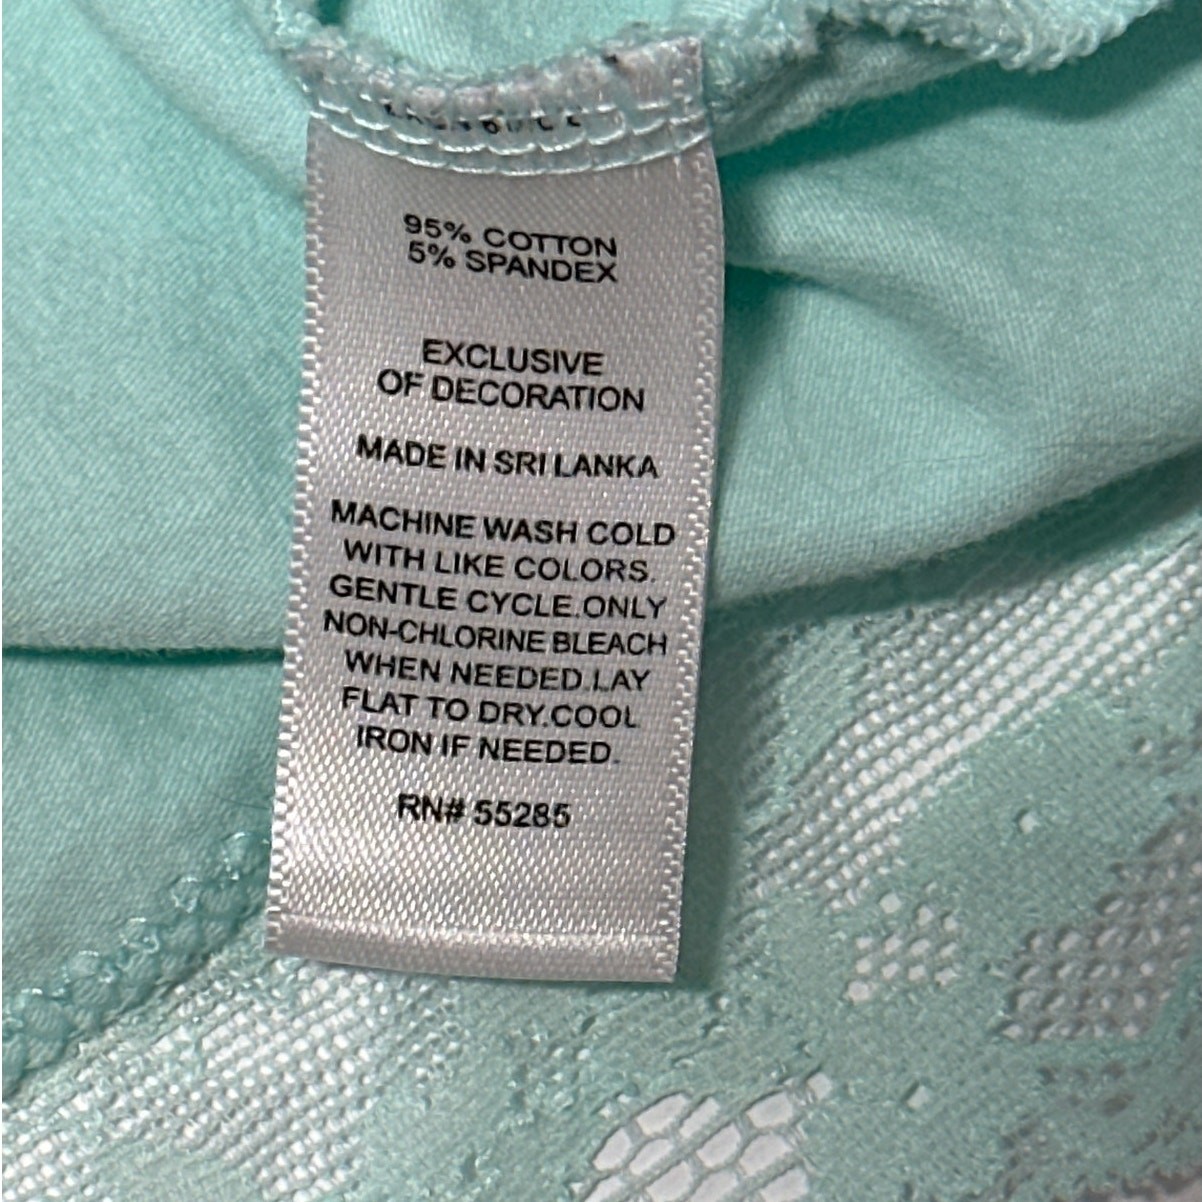 95% COTTON
5% SPANDEX
EXCLUSIVE
OF DECORATION
MADE IN SRI LANKA
MACHINE WASH COLD
WITH LIKE COLORS.
GENTLE CYCLE.ONLY
NON-CHLORINE BLEACH
WHEN NEEDED.LAY
FLAT TO DRY.COOL
IRON IF NEEDED.
RN# 55285